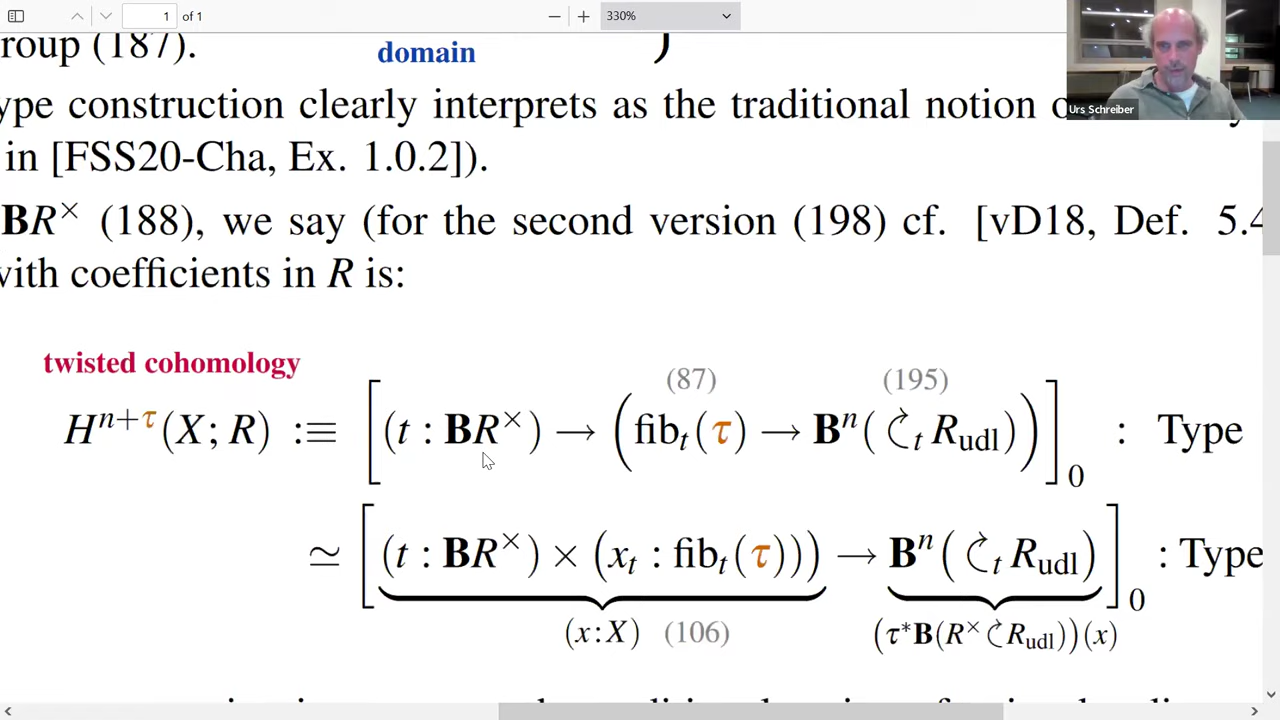 1 of 1 330%
Urs Schreiber
roup (187). domain )
ype construction clearly interprets as the traditional notion o y
in [FSS20-Cha, Ex. 1.0.2]).
BR^× (188), we say (for the second version (198) cf. [vD18, Def. 5.4
with coefficients in R is:
twisted cohomology (87) (195)
H^{n+τ}(X; R) :≡ [(t : BR^×) → (fib_t(τ) → B^n(⟳_t R_udl))]_0 : Type
≃ [(t : BR^×) × (x_t : fib_t(τ))) → B^n(⟳_t R_udl)]_0 : Type
(x : X) (106) (τ*B(R^× ⟳ R_udl))(x)